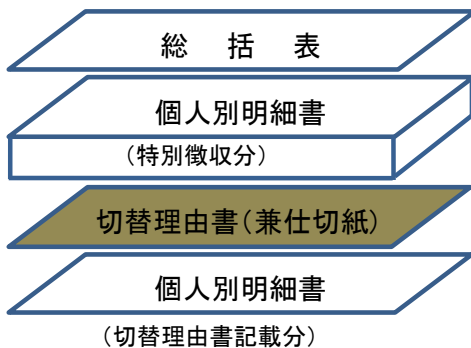 総　括　表
個人別明細書
（特別徴収分）
切替理由書（兼仕切紙）
個人別明細書
（切替理由書記載分）